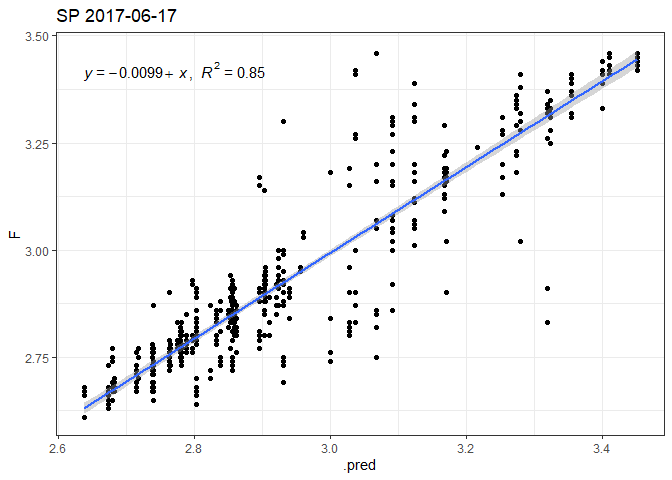 SP 2017-06-17
y = −0.0099 + x , R² = 0.85
3.50
3.25
3.00
2.75
F
2.6 2.8 3.0 3.2 3.4
.pred